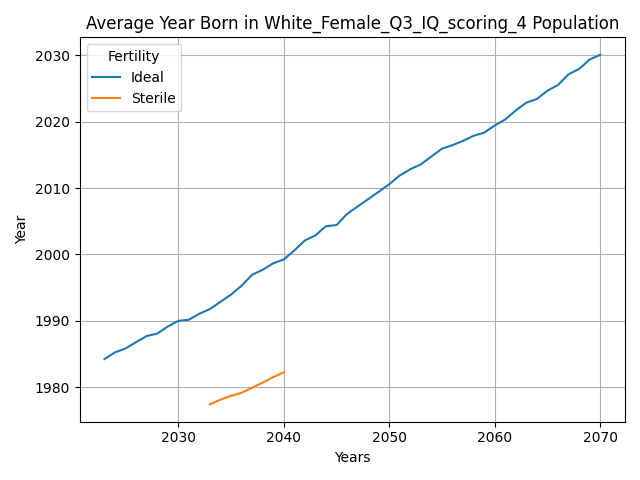 Average Year Born in White_Female_Q3_IQ_scoring_4 Population
Fertility
Ideal
Sterile
Year
2030
2020
2010
2000
1990
1980
2030 2040 2050 2060 2070
Years